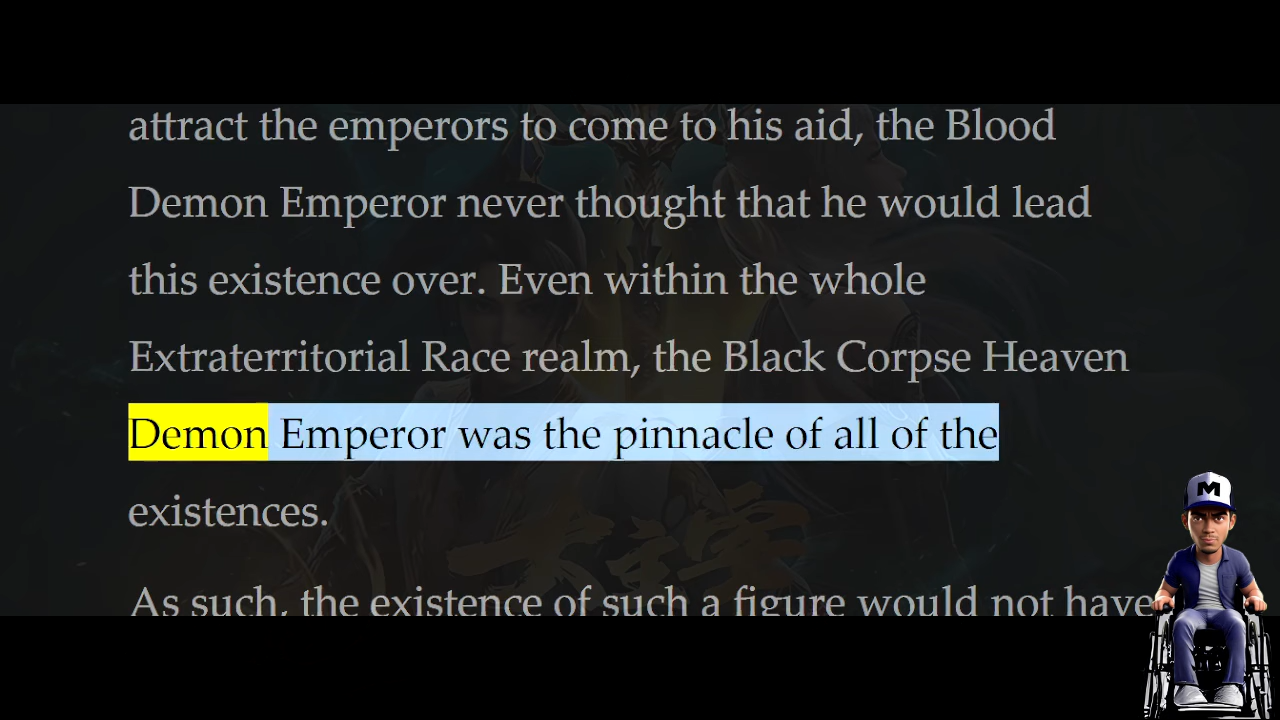 attract the emperors to come to his aid, the Blood
Demon Emperor never thought that he would lead
this existence over. Even within the whole
Extraterritorial Race realm, the Black Corpse Heaven
Demon Emperor was the pinnacle of all of the
existences.
As such, the existence of such a figure would not have
M